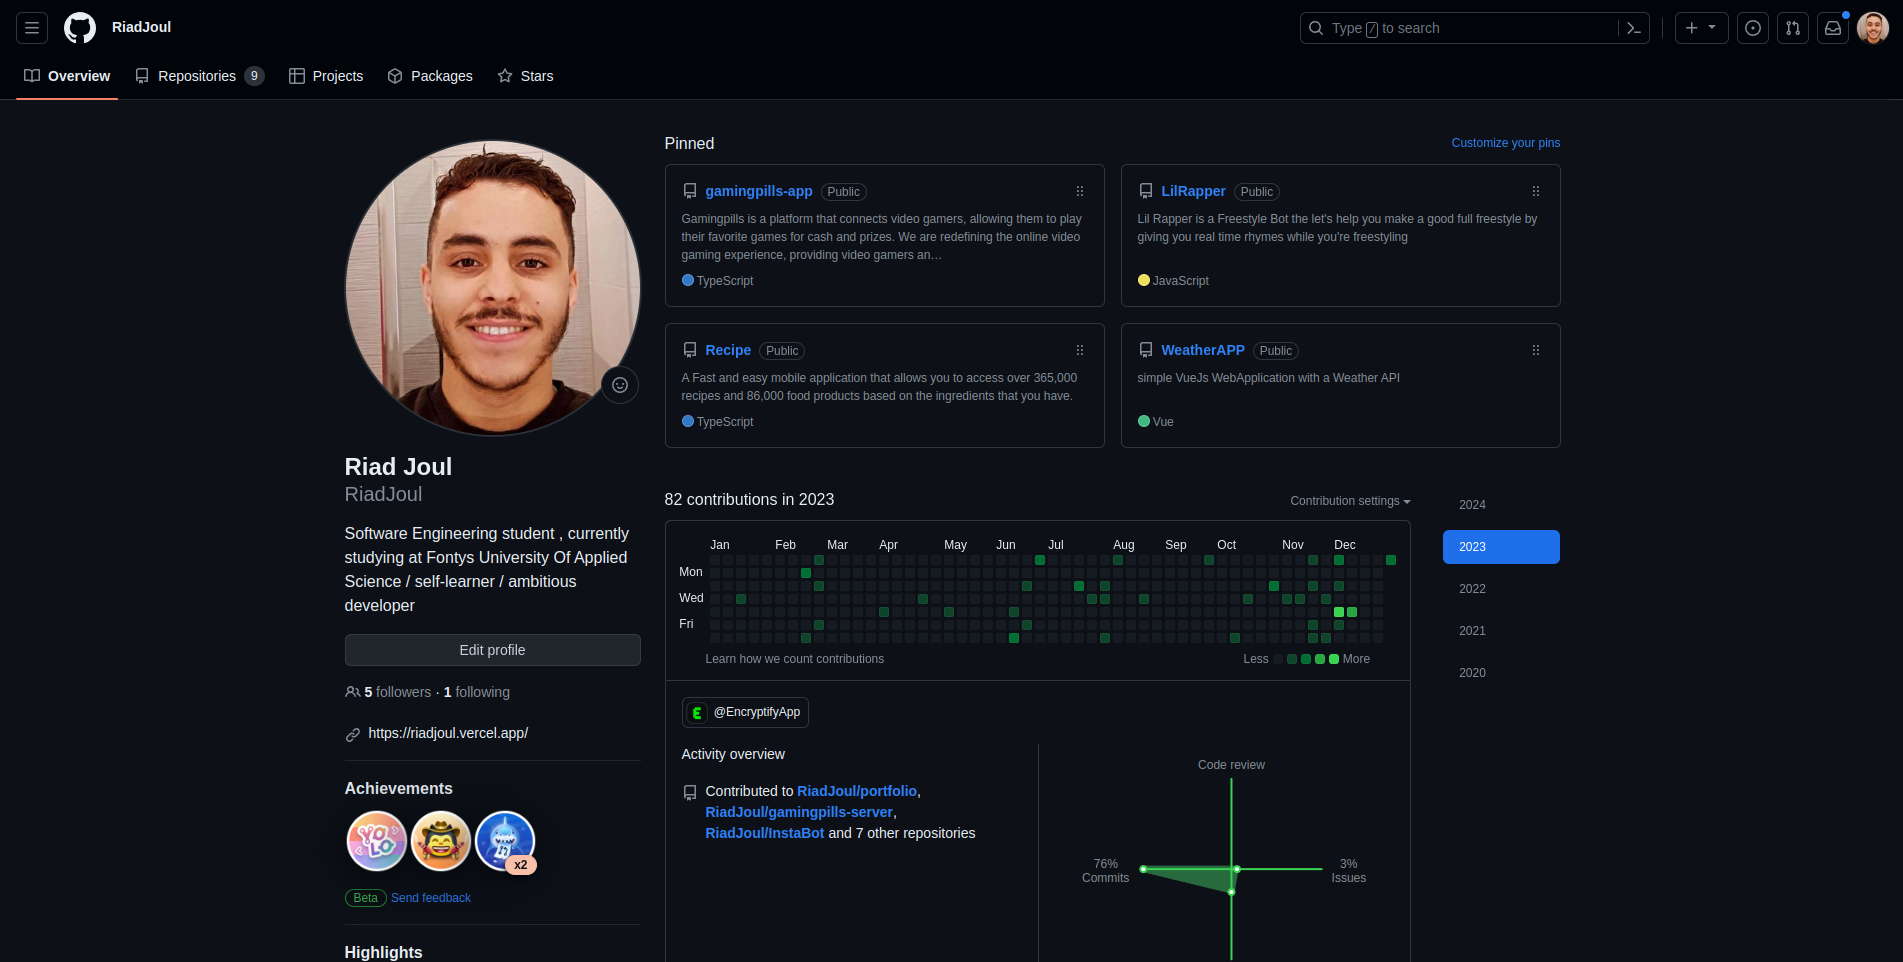 RiadJoul
Type / to search
Overview
Repositories 9
Projects
Packages
Stars
Riad Joul
RiadJoul
Software Engineering student , currently
studying at Fontys University Of Applied
Science / self-learner / ambitious
developer
Edit profile
5 followers · 1 following
https://riadjoul.vercel.app/
Achievements
YOLO
x2
Beta Send feedback
Highlights
Pinned
Customize your pins
gamingpills-app Public
Gamingpills is a platform that connects video gamers, allowing them to play
their favorite games for cash and prizes. We are redefining the online video
gaming experience, providing video gamers an…
TypeScript
LilRapper Public
Lil Rapper is a Freestyle Bot the let's help you make a good full freestyle by
giving you real time rhymes while you're freestyling
JavaScript
Recipe Public
A Fast and easy mobile application that allows you to access over 365,000
recipes and 86,000 food products based on the ingredients that you have.
TypeScript
WeatherAPP Public
simple VueJs WebApplication with a Weather API
Vue
82 contributions in 2023
Contribution settings
Jan Feb Mar Apr May Jun Jul Aug Sep Oct Nov Dec
Mon
Wed
Fri
Learn how we count contributions
Less More
2024
2023
2022
2021
2020
E @EncryptifyApp
Activity overview
Contributed to RiadJoul/portfolio,
RiadJoul/gamingpills-server,
RiadJoul/InstaBot and 7 other repositories
Code review
76%
Commits
3%
Issues